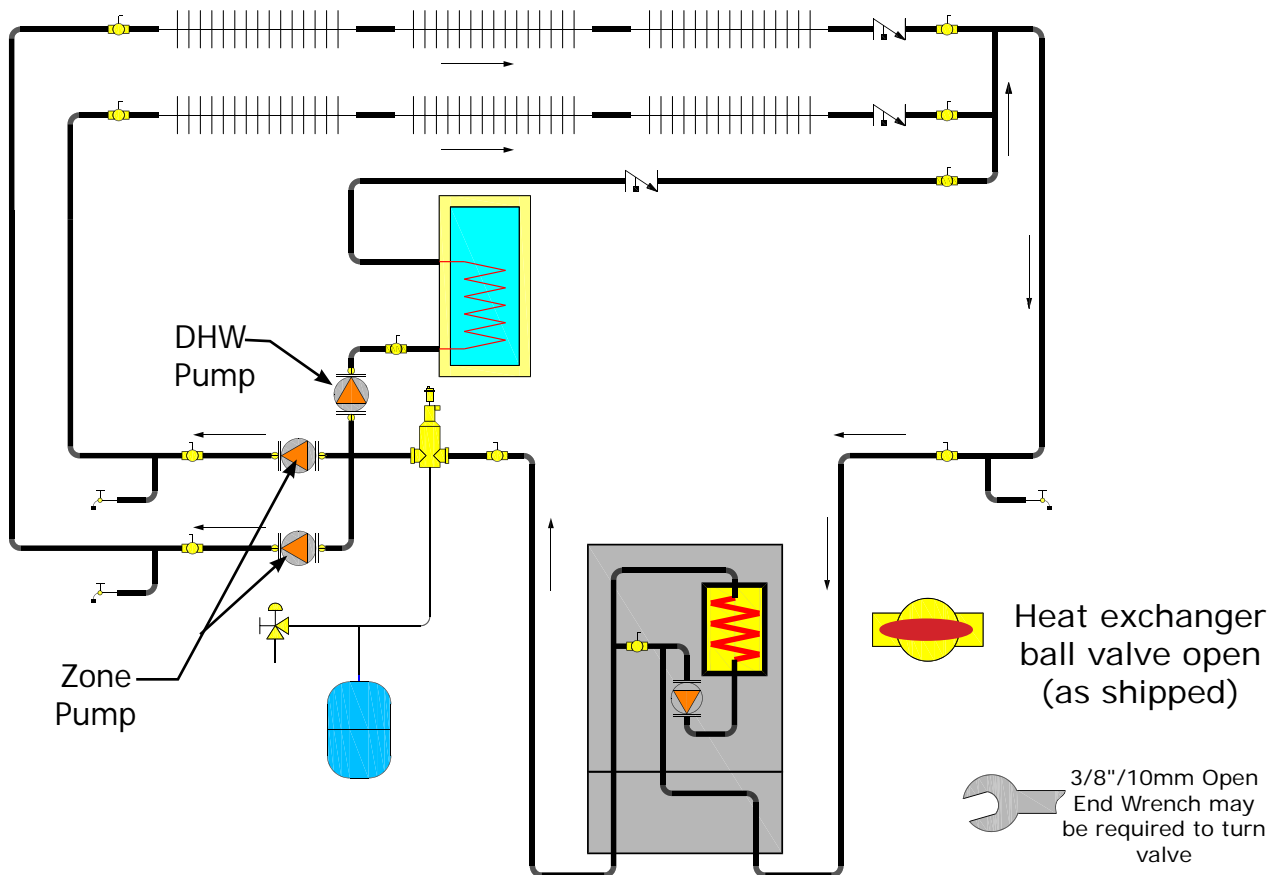 DHW
Pump
Zone
Pump
Heat exchanger
ball valve open
(as shipped)
3/8"/10mm Open
End Wrench may
be required to turn
valve